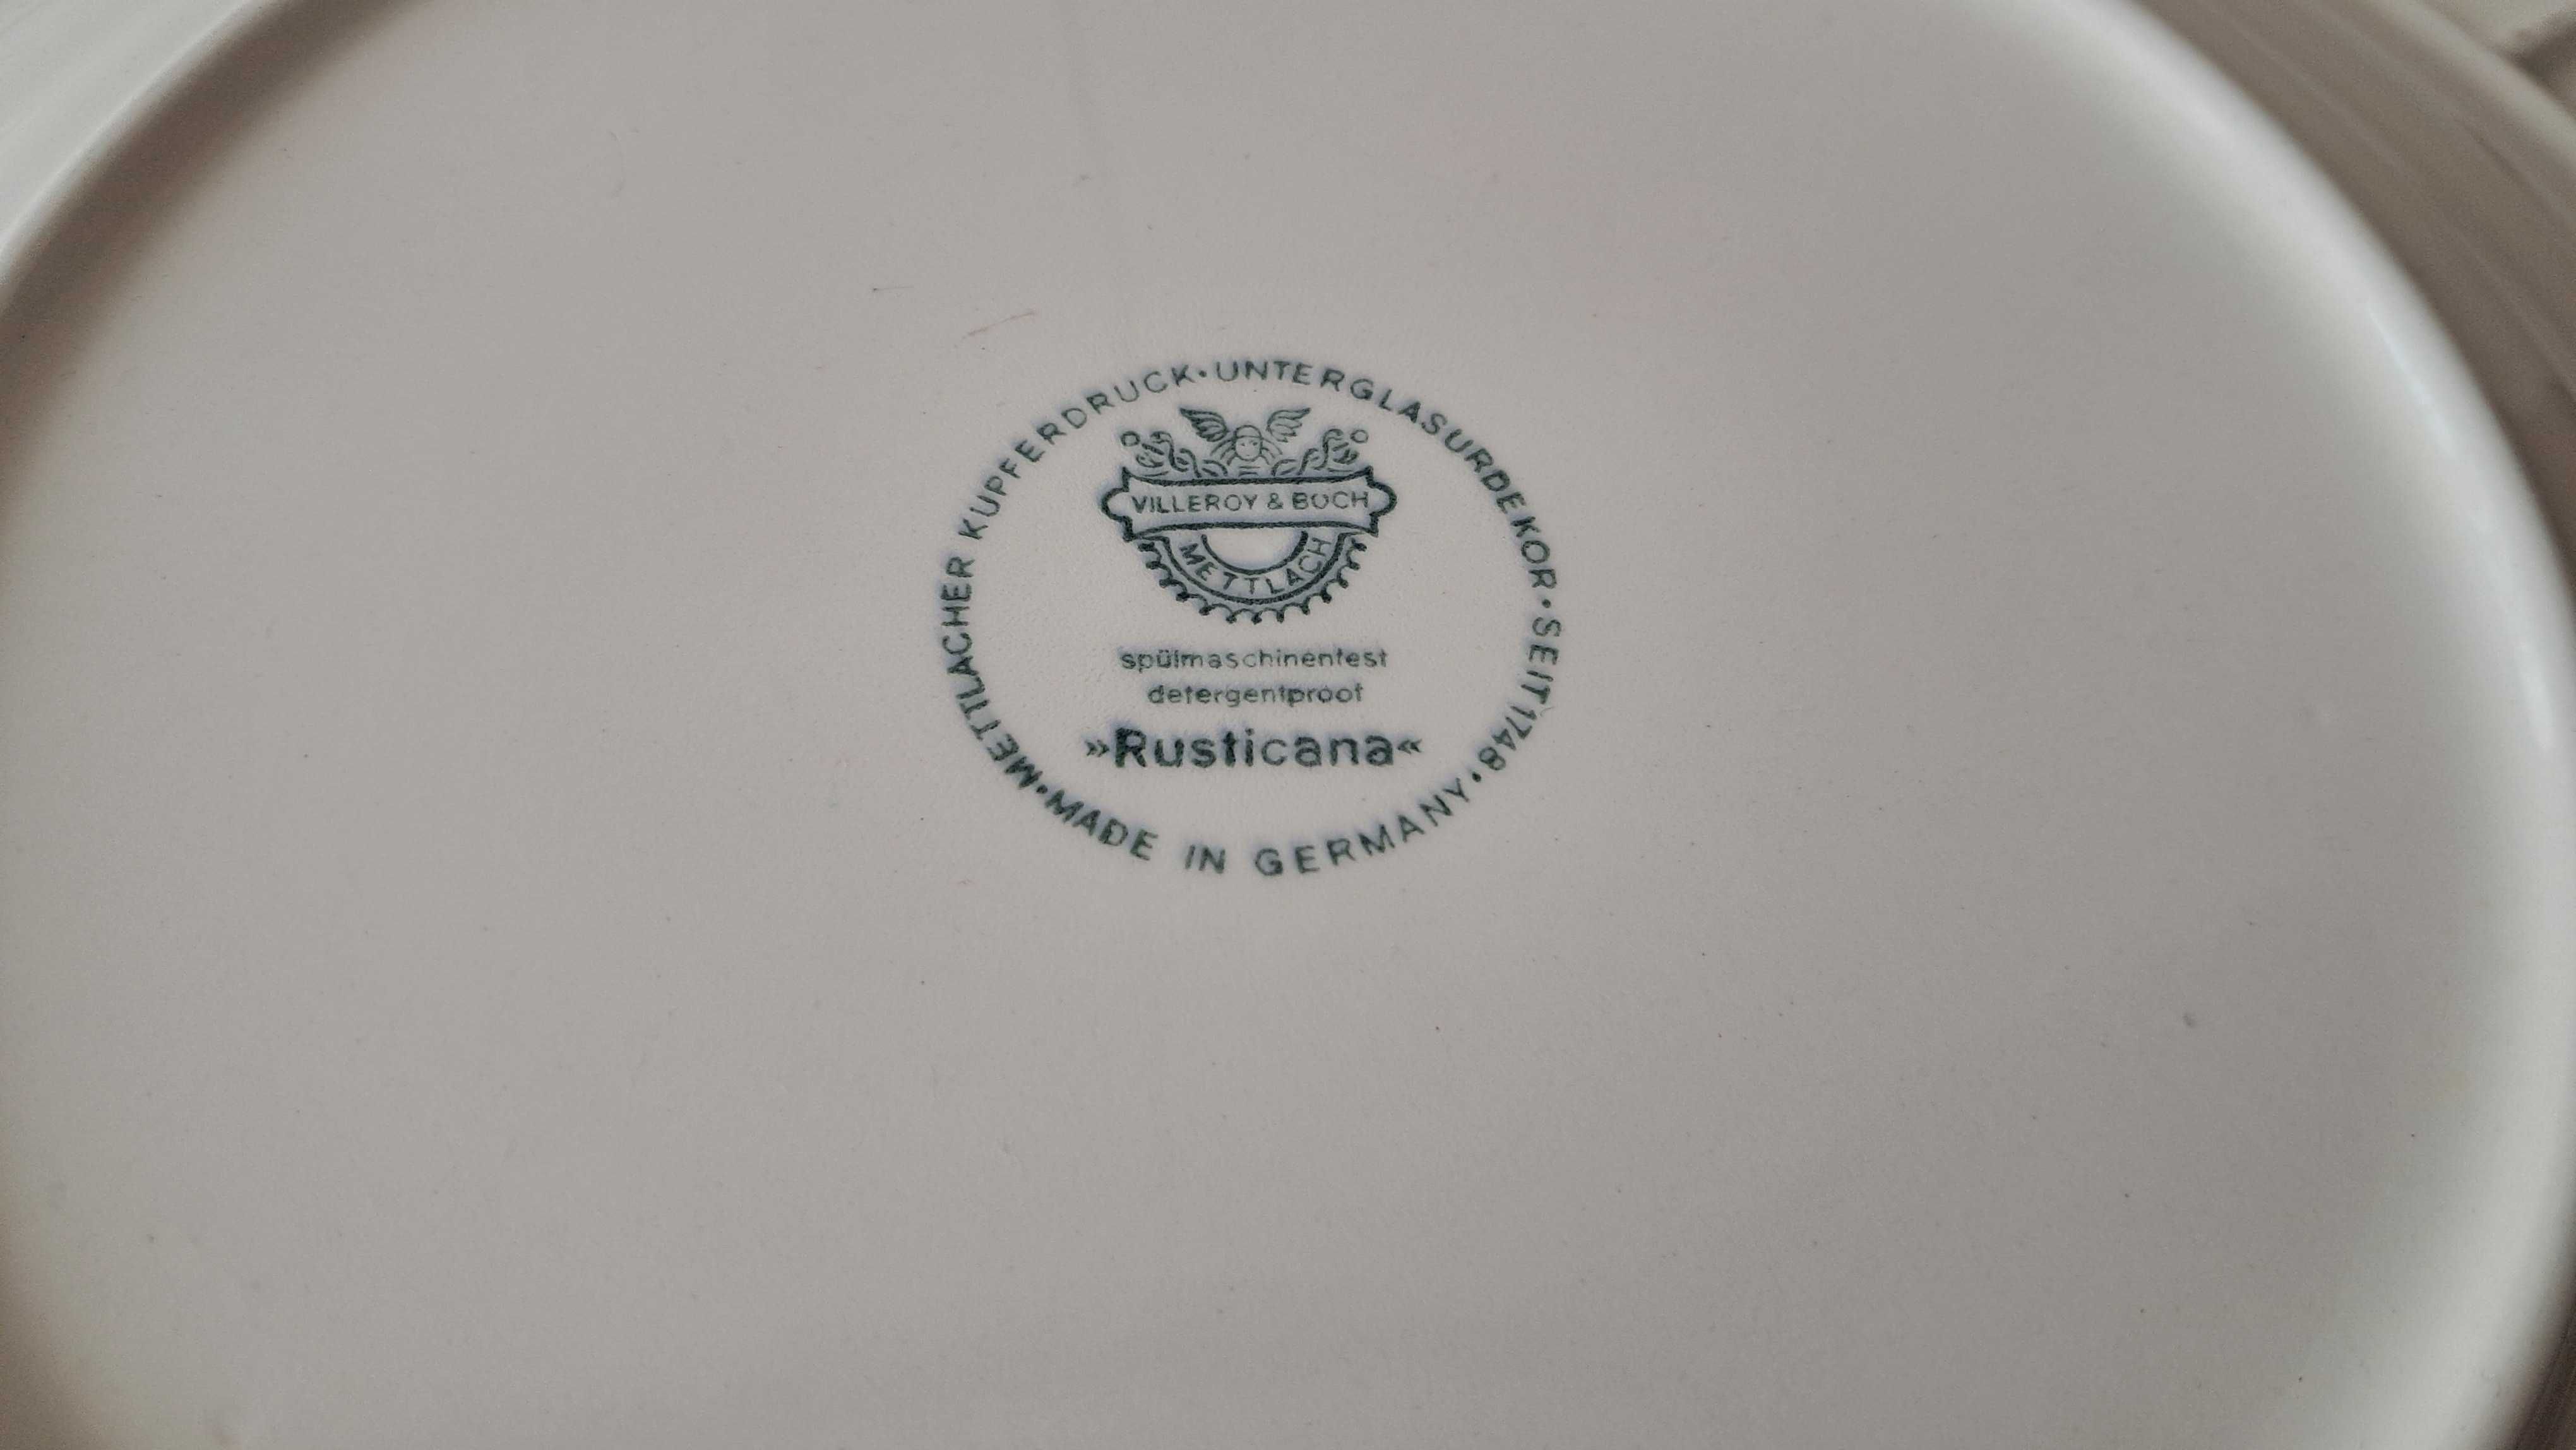 METTLACHER KUPFERDRUCK·UNTERGLASURDEKOR·SEIT 1748·
VILLEROY & BOCH
METTLACH
spülmaschinenfest
detergentproof
»Rusticana«
MADE IN GERMANY·